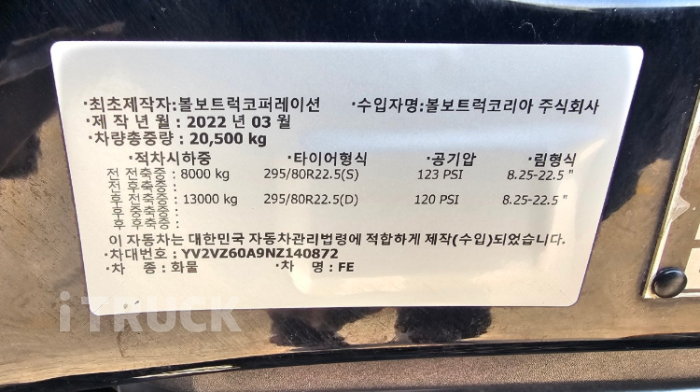 ·최초제작자:볼보트럭코퍼레이션 ·수입자명:볼보트럭코리아 주식회사
·제 작 년 월 : 2022 년 03 월
·차량총중량 : 20,500 kg
·적차시하중 ·타이어형식 ·공기압 ·림형식
전 전축중 : 8000 kg 295/80R22.5(S) 123 PSI 8.25-22.5 "
전 후축중 :
후 전축중 : 13000 kg 295/80R22.5(D) 120 PSI 8.25-22.5 "
후 중축중 :
후 후축중 :
이 자동차는 대한민국 자동차관리법령에 적합하게 제작(수입)되었습니다.
·차대번호 : YV2VZ60A9NZ140872
·차 종 : 화물 ·차 명 : FE
iTRUCK